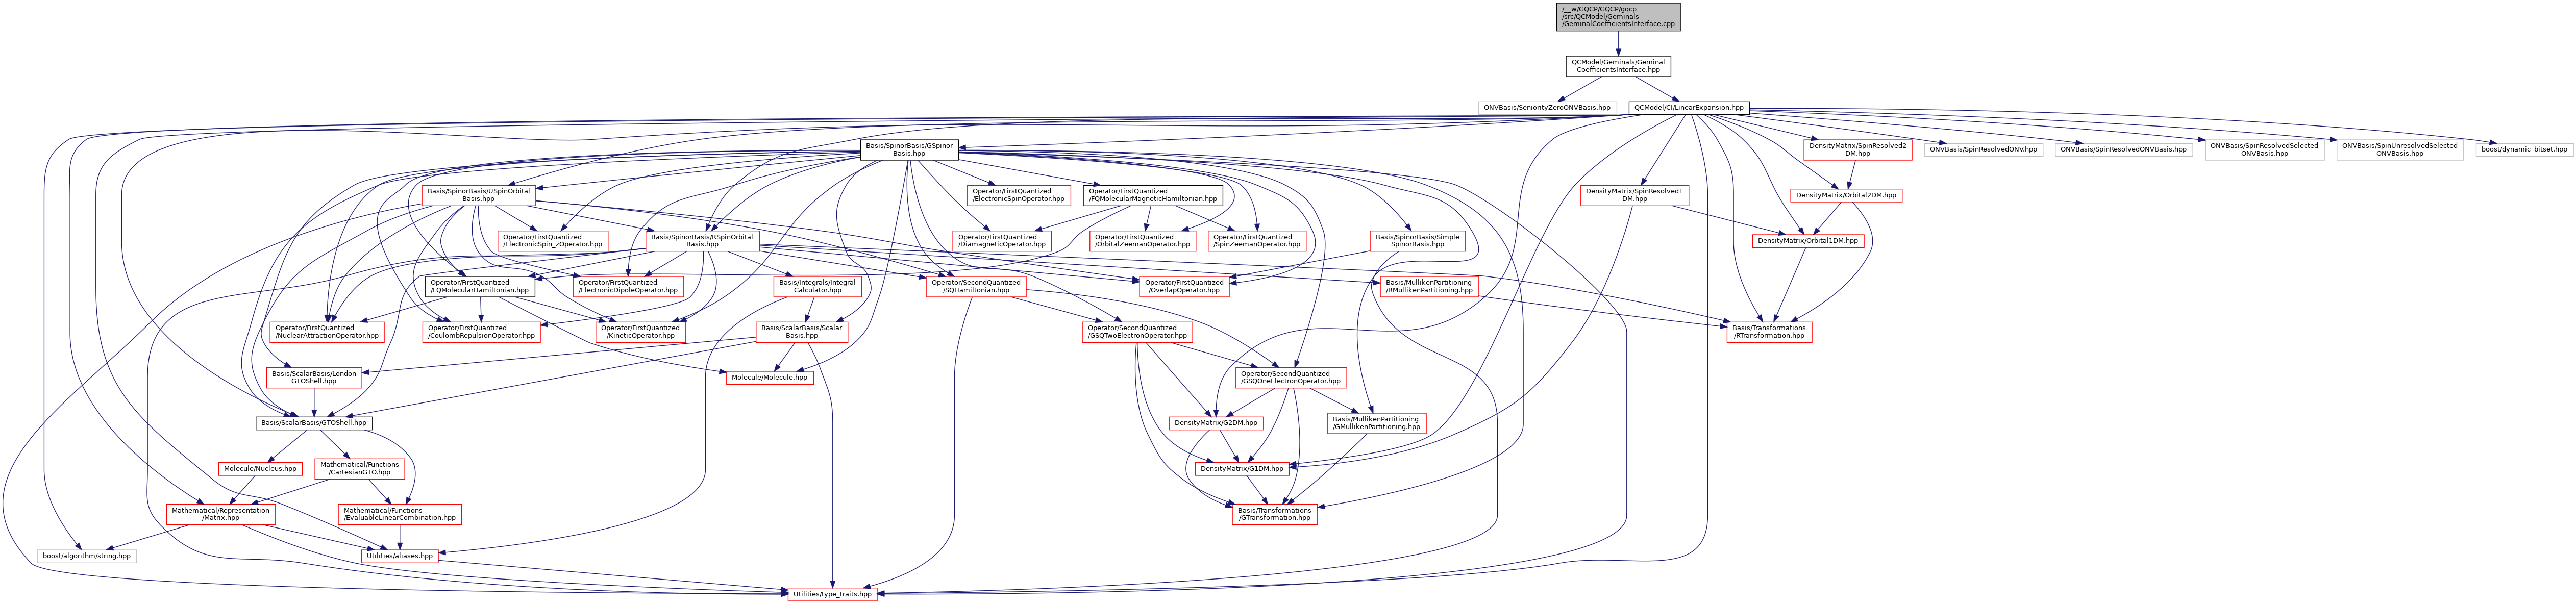 /__w/GQCP/GQCP/gqcp
/src/QCModel/Geminals
/GeminalCoefficientsInterface.cpp
QCModel/Geminals/Geminal
CoefficientsInterface.hpp
ONVBasis/SeniorityZeroONVBasis.hpp
QCModel/CI/LinearExpansion.hpp
Basis/SpinorBasis/GSpinor
Basis.hpp
DensityMatrix/SpinResolved2
DM.hpp
ONVBasis/SpinResolvedONV.hpp
ONVBasis/SpinResolvedONVBasis.hpp
ONVBasis/SpinResolvedSelected
ONVBasis.hpp
ONVBasis/SpinUnresolvedSelected
ONVBasis.hpp
boost/dynamic_bitset.hpp
Basis/SpinorBasis/USpinOrbital
Basis.hpp
Operator/FirstQuantized
/ElectronicSpinOperator.hpp
Operator/FirstQuantized
/FQMolecularMagneticHamiltonian.hpp
DensityMatrix/SpinResolved1
DM.hpp
DensityMatrix/Orbital2DM.hpp
Operator/FirstQuantized
/ElectronicSpin_zOperator.hpp
Basis/SpinorBasis/RSpinOrbital
Basis.hpp
Operator/FirstQuantized
/DiamagneticOperator.hpp
Operator/FirstQuantized
/OrbitalZeemanOperator.hpp
Operator/FirstQuantized
/SpinZeemanOperator.hpp
Basis/SpinorBasis/Simple
SpinorBasis.hpp
DensityMatrix/Orbital1DM.hpp
Operator/FirstQuantized
/FQMolecularHamiltonian.hpp
Operator/FirstQuantized
/ElectronicDipoleOperator.hpp
Basis/Integrals/Integral
Calculator.hpp
Operator/SecondQuantized
/SQHamiltonian.hpp
Operator/FirstQuantized
/OverlapOperator.hpp
Basis/MullikenPartitioning
/RMullikenPartitioning.hpp
Operator/FirstQuantized
/NuclearAttractionOperator.hpp
Operator/FirstQuantized
/CoulombRepulsionOperator.hpp
Operator/FirstQuantized
/KineticOperator.hpp
Basis/ScalarBasis/Scalar
Basis.hpp
Operator/SecondQuantized
/GSQTwoElectronOperator.hpp
Basis/Transformations
/RTransformation.hpp
Basis/ScalarBasis/London
GTOShell.hpp
Molecule/Molecule.hpp
Operator/SecondQuantized
/GSQOneElectronOperator.hpp
Basis/ScalarBasis/GTOShell.hpp
DensityMatrix/G2DM.hpp
Basis/MullikenPartitioning
/GMullikenPartitioning.hpp
Molecule/Nucleus.hpp
Mathematical/Functions
/CartesianGTO.hpp
DensityMatrix/G1DM.hpp
Mathematical/Representation
/Matrix.hpp
Mathematical/Functions
/EvaluableLinearCombination.hpp
Basis/Transformations
/GTransformation.hpp
boost/algorithm/string.hpp
Utilities/aliases.hpp
Utilities/type_traits.hpp